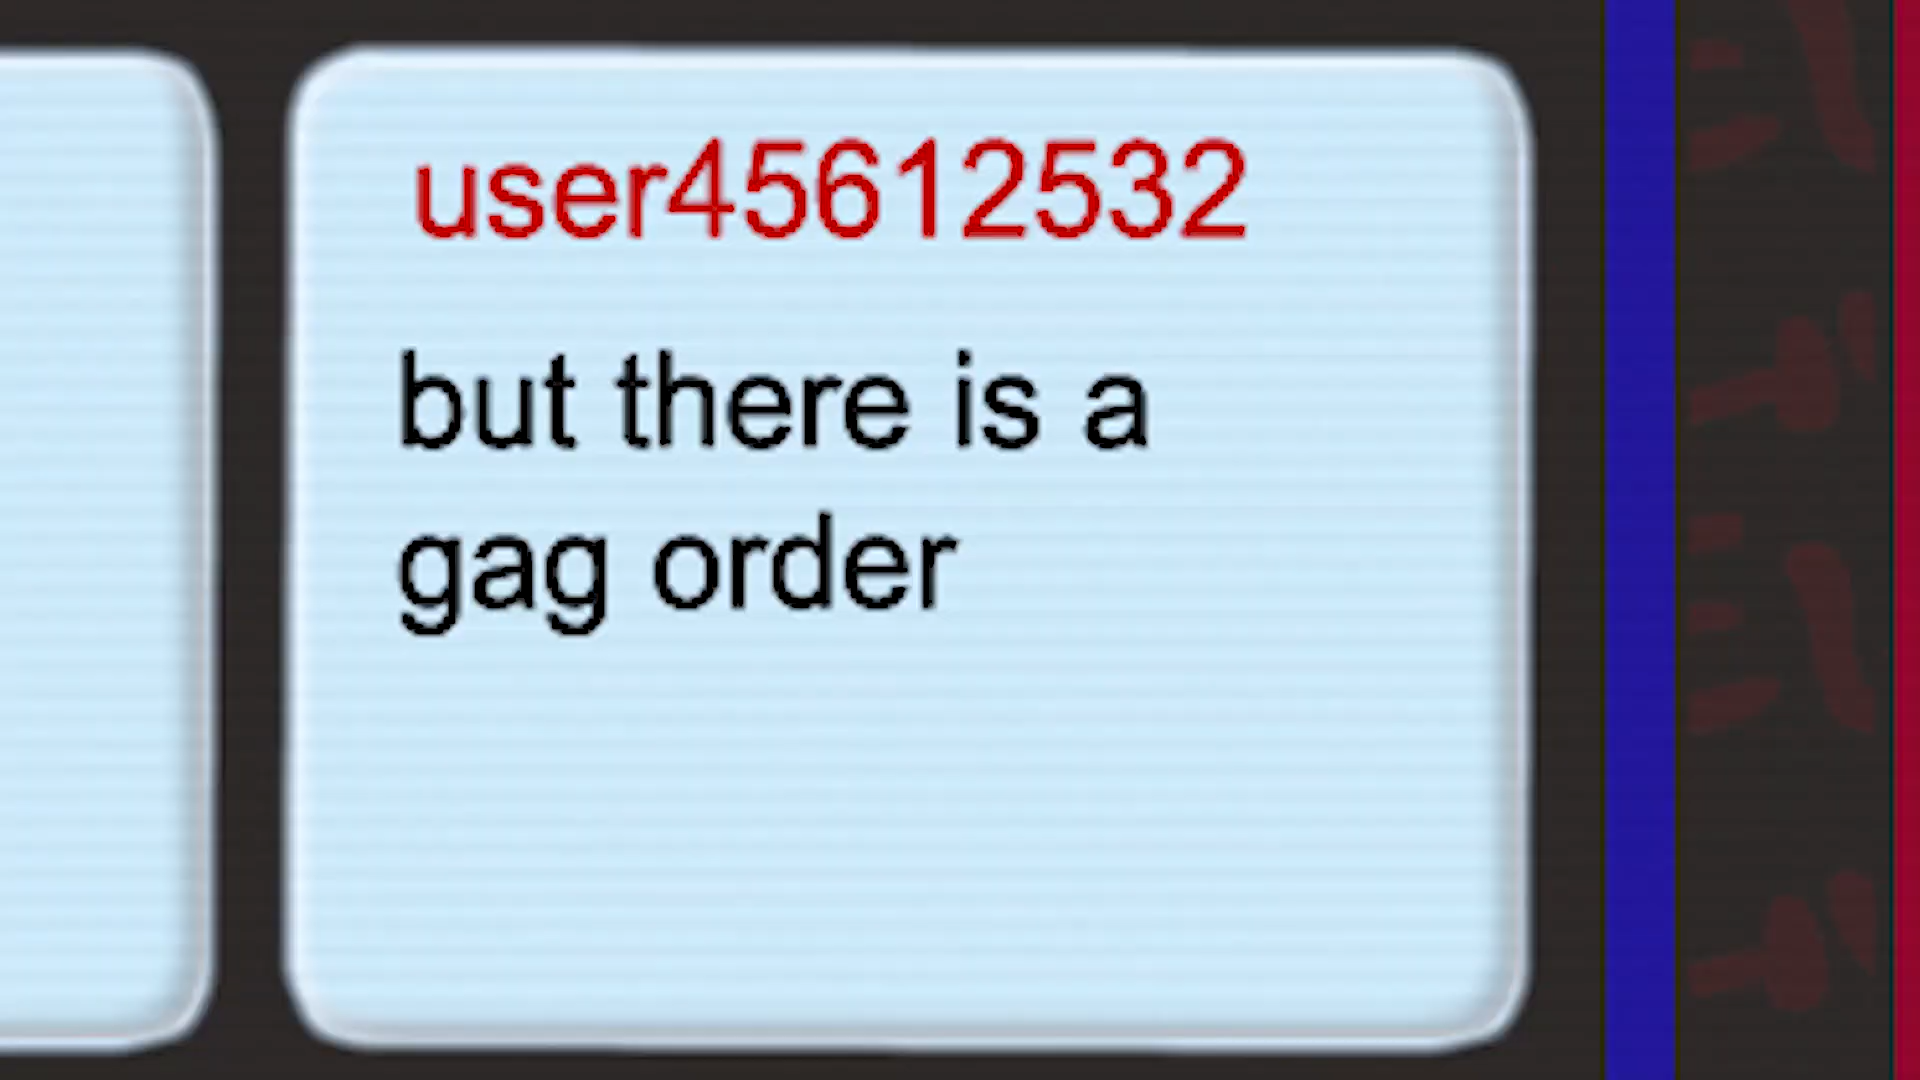 user45612532
but there is a
gag order